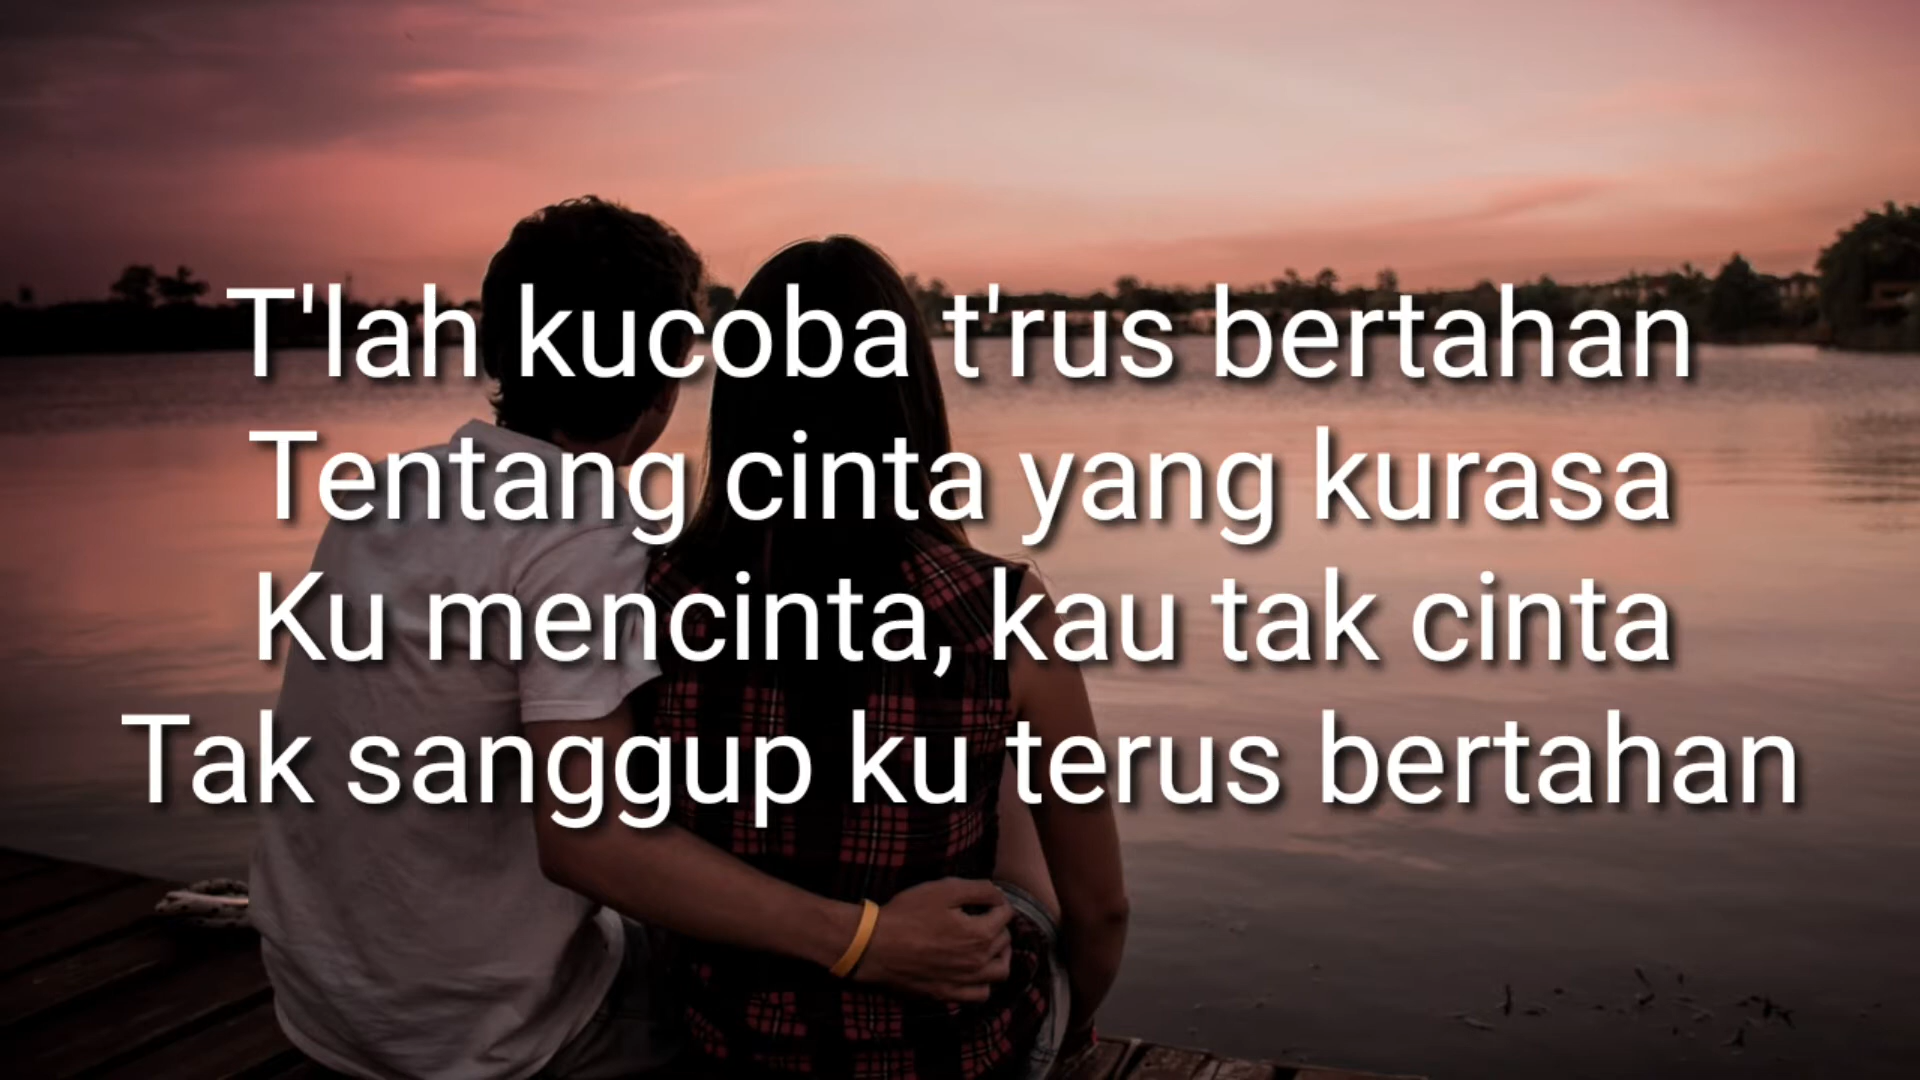 T'lah kucoba t'rus bertahan
Tentang cinta yang kurasa
Ku mencinta, kau tak cinta
Tak sanggup ku terus bertahan